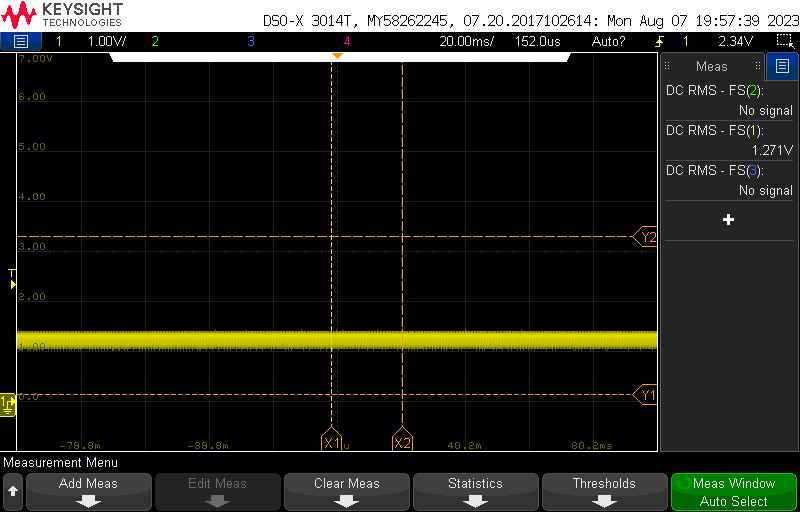 KEYSIGHT
TECHNOLOGIES
DSO-X 3014T, MY58262245, 07.20.2017102614: Mon Aug 07 19:57:39 2023
1 1.00V/ 2 3 4 20.00ms/ 152.0us Auto? 1 2.34V
7.00V
6.00
5.00
4.00
3.00
2.00
1.00
0.0
Y2
T
Y1
1
X1
X2
-79.8m -39.8m u 40.2m 80.2ms
Meas
DC RMS - FS(2):
No signal
DC RMS - FS(1):
1.271V
DC RMS - FS(3):
No signal
+
Measurement Menu
Add Meas
Edit Meas
Clear Meas
Statistics
Thresholds
Meas Window
Auto Select